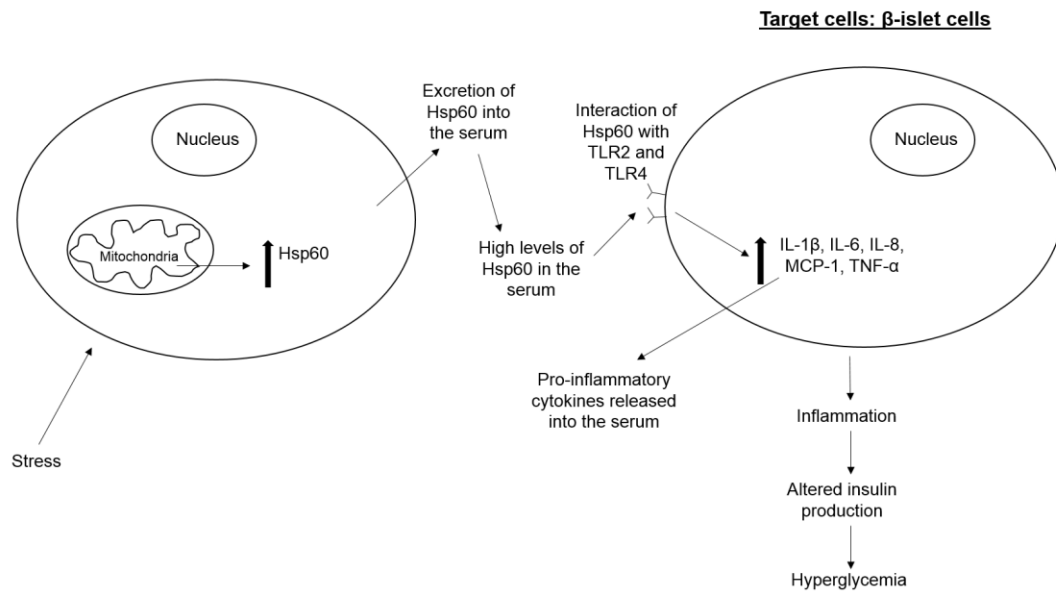 Target cells: β-islet cells
Nucleus
Mitochondria
Hsp60
Stress
Excretion of
Hsp60 into
the serum
High levels of
Hsp60 in the
serum
Interaction of
Hsp60 with
TLR2 and
TLR4
Nucleus
IL-1β, IL-6, IL-8,
MCP-1, TNF-α
Pro-inflammatory
cytokines released
into the serum
Inflammation
Altered insulin
production
Hyperglycemia